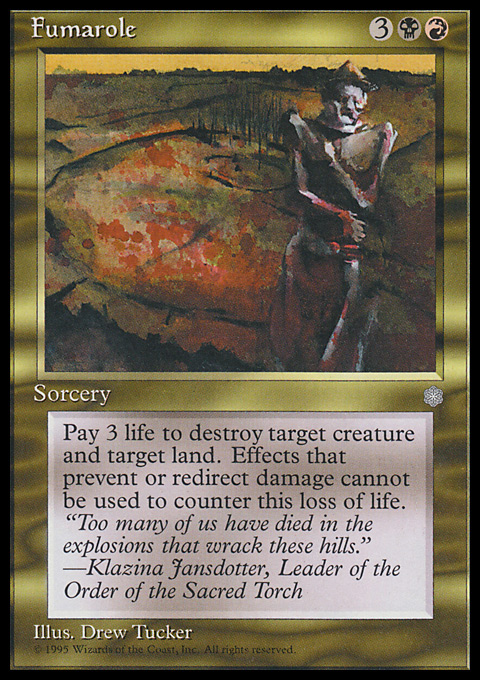 Fumarole
3
Sorcery
Pay 3 life to destroy target creature
and target land. Effects that
prevent or redirect damage cannot
be used to counter this loss of life.
“Too many of us have died in the
explosions that wrack these hills.”
—Klazina Jansdotter, Leader of the
Order of the Sacred Torch
Illus. Drew Tucker
© 1995 Wizards of the Coast, Inc. All rights reserved.